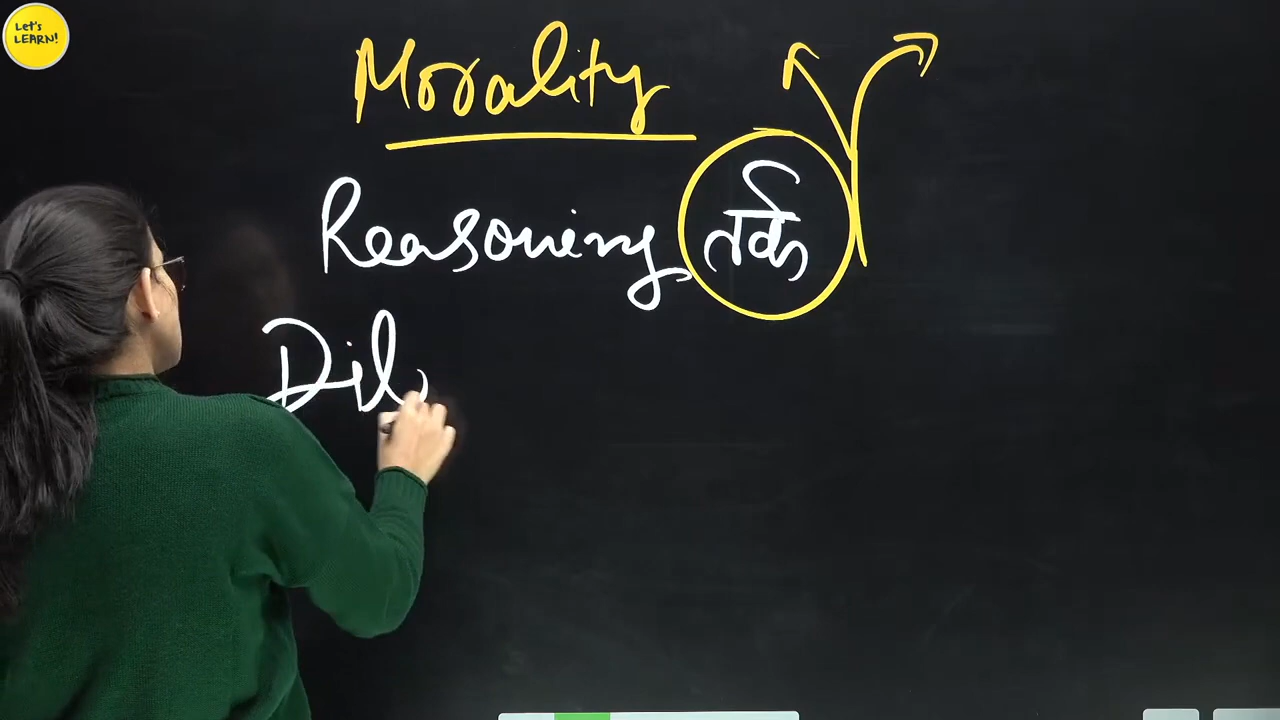 Let's
LEARN!
Morality
Reasoning तर्क
Dil